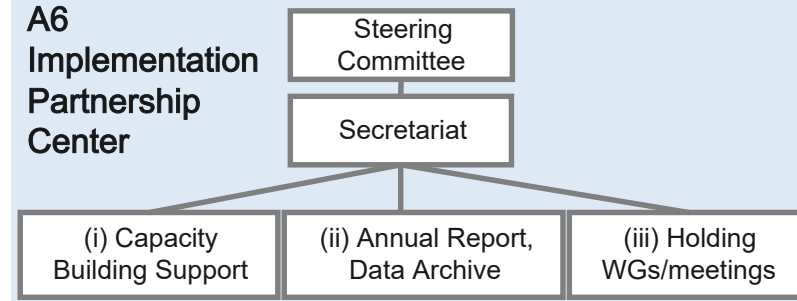 A6
Implementation
Partnership
Center
Steering
Committee
Secretariat
(i) Capacity
Building Support
(ii) Annual Report,
Data Archive
(iii) Holding
WGs/meetings